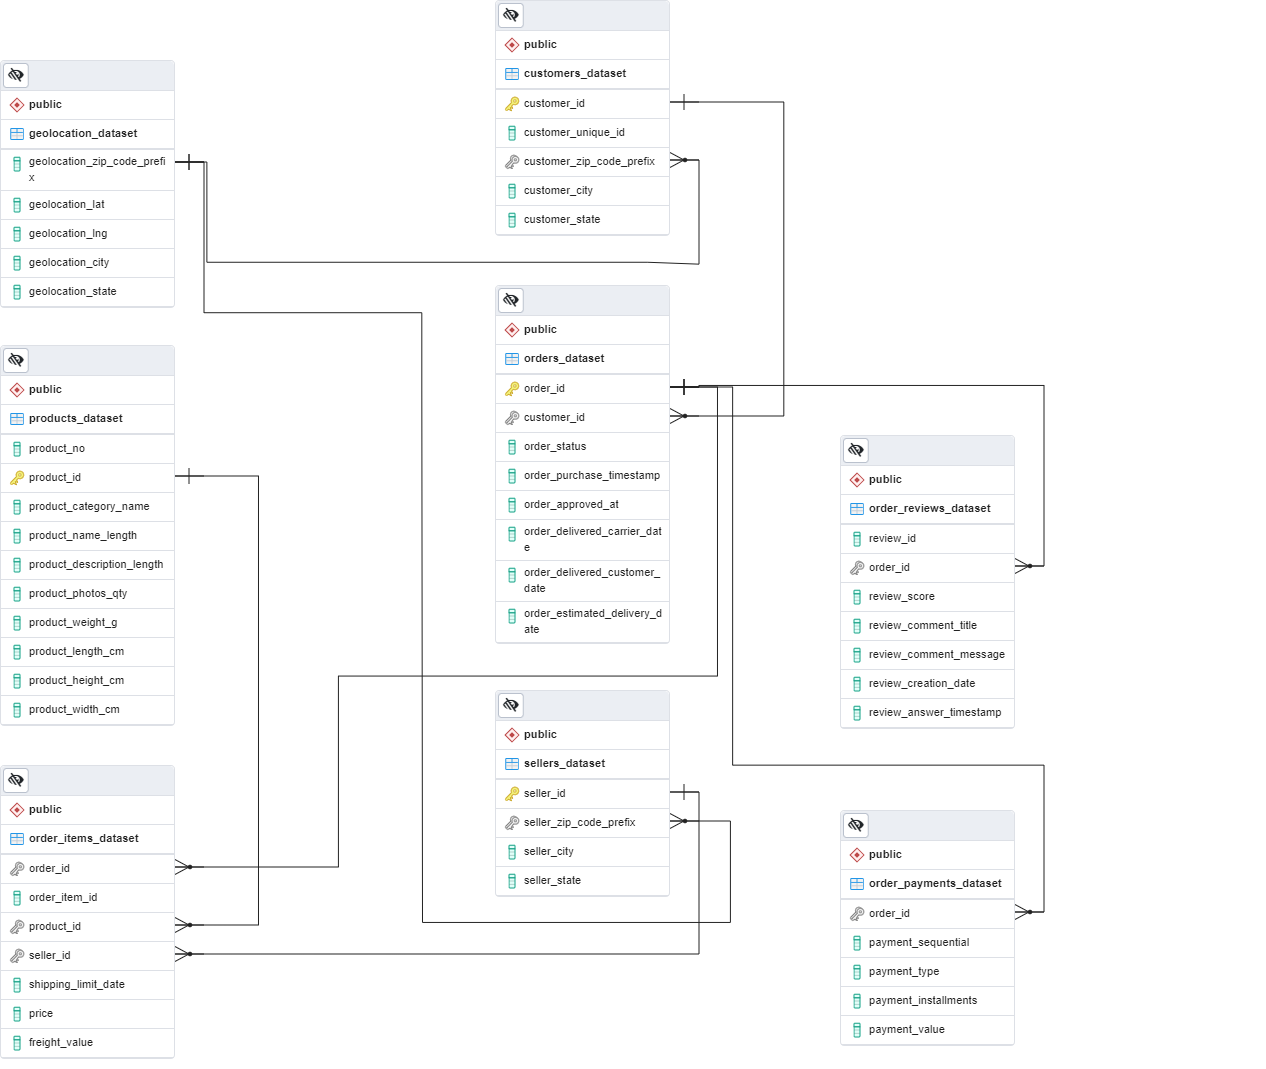 public
geolocation_dataset
geolocation_zip_code_prefi
x
geolocation_lat
geolocation_lng
geolocation_city
geolocation_state
public
products_dataset
product_no
product_id
product_category_name
product_name_length
product_description_length
product_photos_qty
product_weight_g
product_length_cm
product_height_cm
product_width_cm
public
order_items_dataset
order_id
order_item_id
product_id
seller_id
shipping_limit_date
price
freight_value
public
customers_dataset
customer_id
customer_unique_id
customer_zip_code_prefix
customer_city
customer_state
public
orders_dataset
order_id
customer_id
order_status
order_purchase_timestamp
order_approved_at
order_delivered_carrier_dat
e
order_delivered_customer_
date
order_estimated_delivery_d
ate
public
sellers_dataset
seller_id
seller_zip_code_prefix
seller_city
seller_state
public
order_reviews_dataset
review_id
order_id
review_score
review_comment_title
review_comment_message
review_creation_date
review_answer_timestamp
public
order_payments_dataset
order_id
payment_sequential
payment_type
payment_installments
payment_value